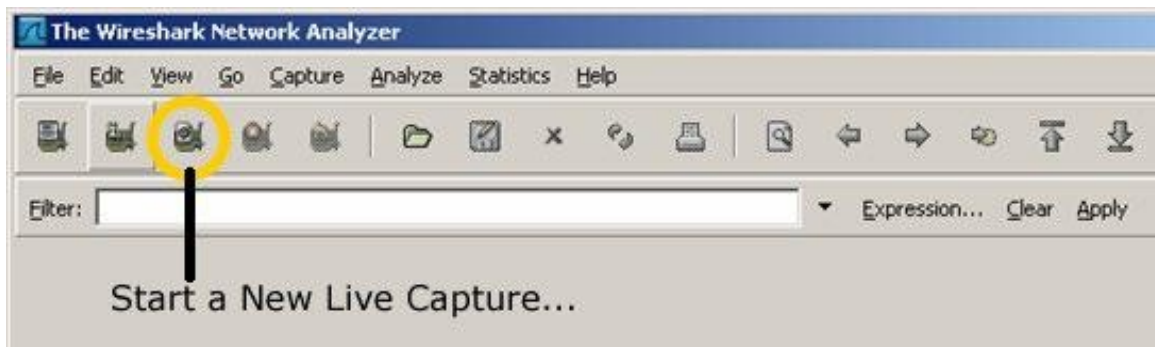 The Wireshark Network Analyzer
File Edit View Go Capture Analyze Statistics Help
Filter: Expression... Clear Apply
Start a New Live Capture...